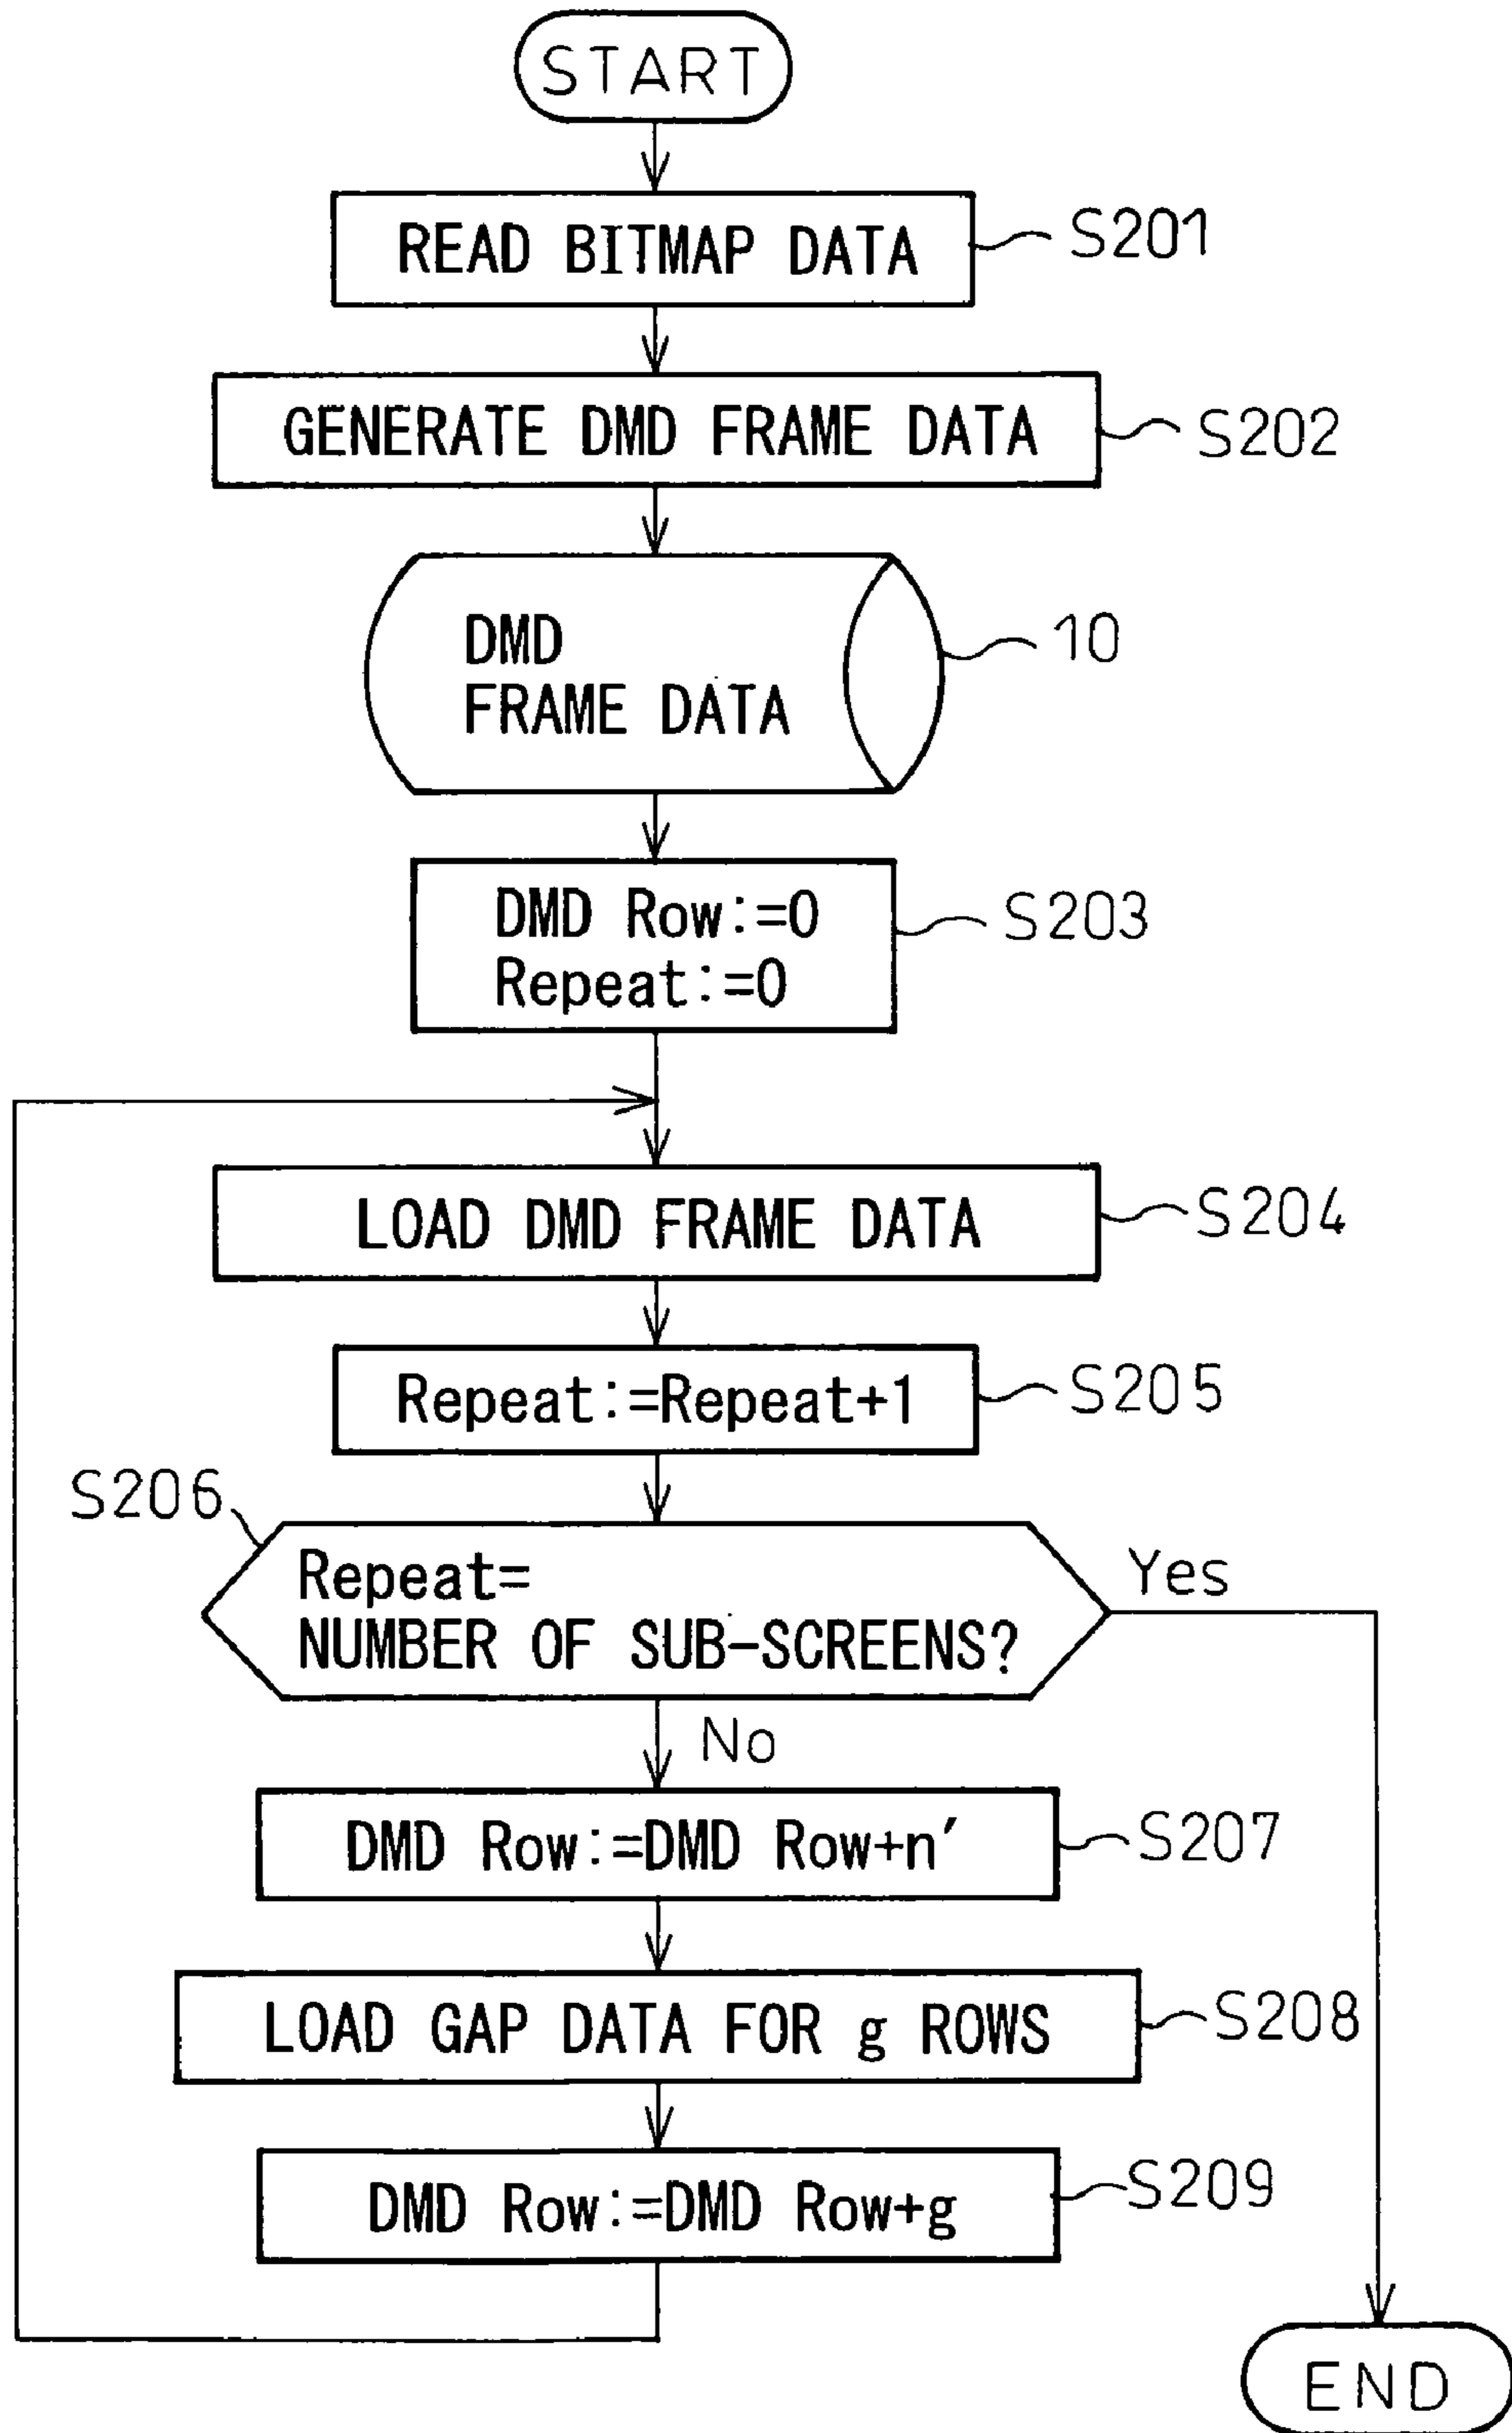 START
READ BITMAP DATA
S201
GENERATE DMD FRAME DATA
S202
DMD
FRAME DATA
10
DMD Row:=0
Repeat:=0
S203
LOAD DMD FRAME DATA
S204
Repeat:=Repeat+1
S205
S206
Repeat=
NUMBER OF SUB-SCREENS?
Yes
No
DMD Row:=DMD Row+n′
S207
LOAD GAP DATA FOR g ROWS
S208
DMD Row:=DMD Row+g
S209
END